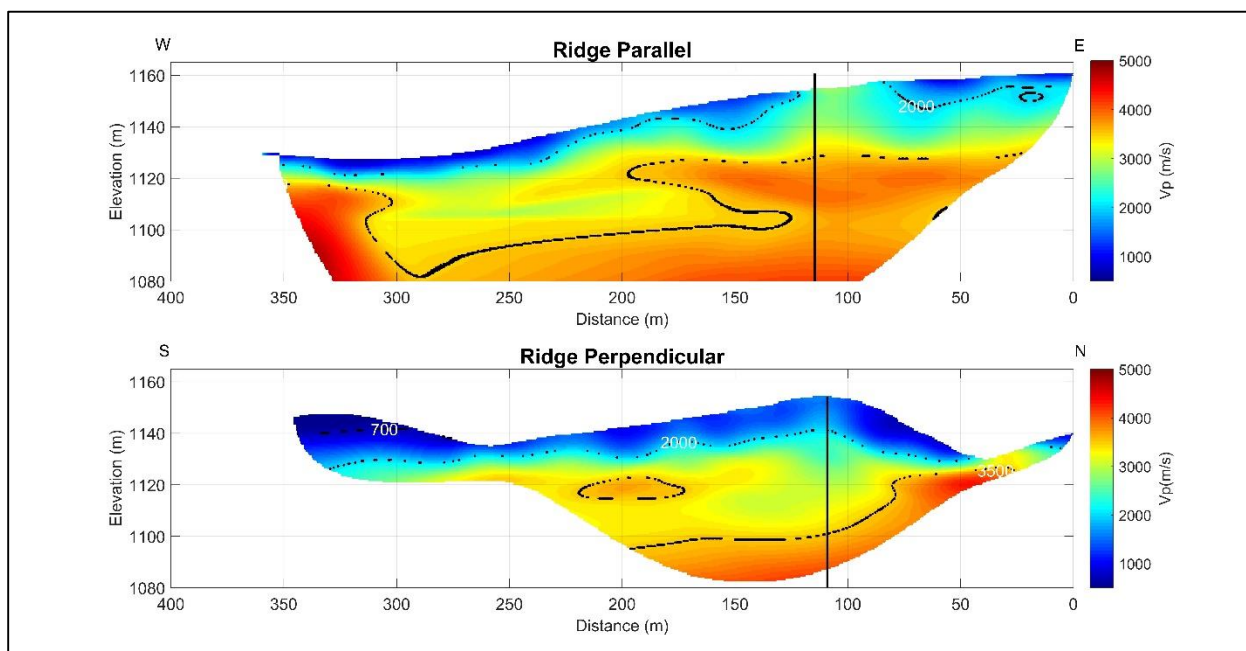 W
Ridge Parallel
E
1160
1140
1120
1100
1080
Elevation (m)
2000
400 350 300 250 200 150 100 50 0
Distance (m)
5000
4000
3000
2000
1000
Vp (m/s)
S
Ridge Perpendicular
N
1160
1140
1120
1100
1080
Elevation (m)
700
2000
3500
400 350 300 250 200 150 100 50 0
Distance (m)
5000
4000
3000
2000
1000
Vp(m/s)